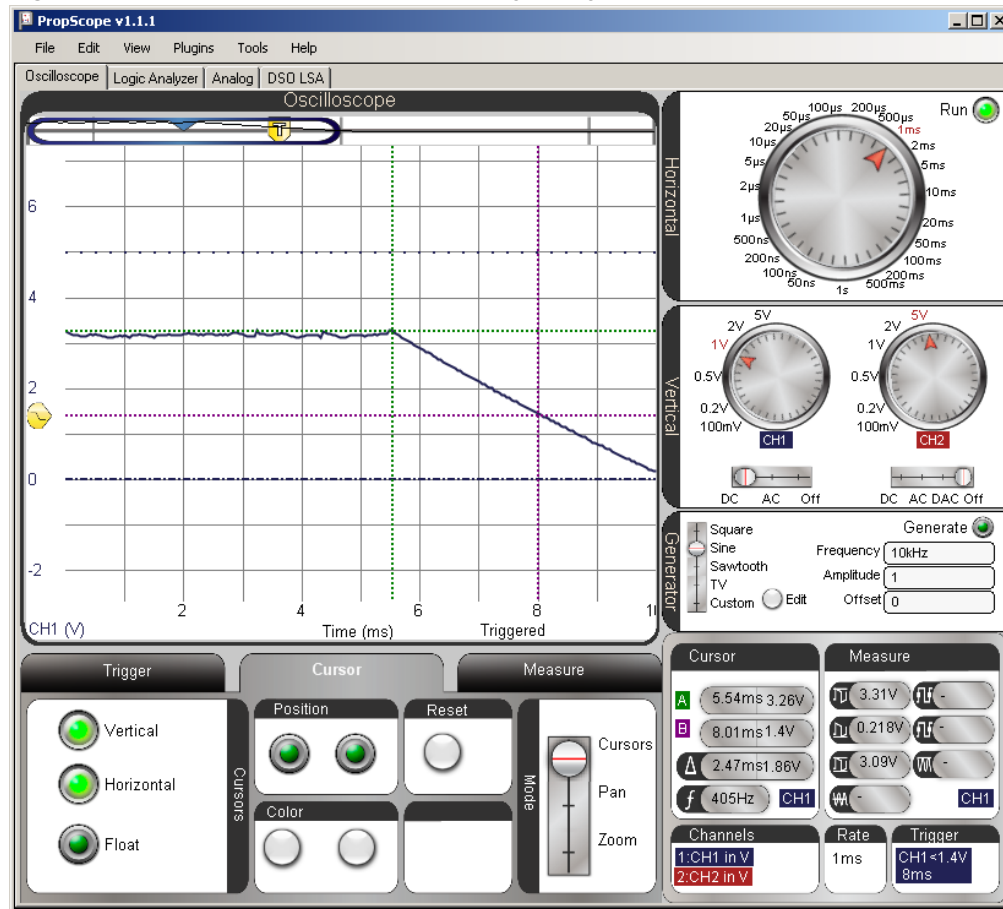 PropScope v1.1.1
File Edit View Plugins Tools Help
Oscilloscope Logic Analyzer Analog DSO LSA
Oscilloscope
T
6
4
2
0
-2
2 4 6 8 1
CH1 (V) Time (ms) Triggered
Horizontal
Run
50ns
100ns
200ns
500ns
1µs
2µs
5µs
10µs
20µs
50µs
100µs
200µs
500µs
1ms
2ms
5ms
10ms
20ms
50ms
100ms
200ms
500ms
1s
Vertical
5V
2V
1V
0.5V
0.2V
100mV
CH1
DC AC Off
5V
2V
1V
0.5V
0.2V
100mV
CH2
DC AC DAC Off
Generator
Square
Sine
Sawtooth
TV
Custom
Edit
Generate
Frequency 10kHz
Amplitude 1
Offset 0
Trigger Cursor Measure
Vertical
Horizontal
Float
Cursors
Position
Reset
Color
Mode
Cursors
Pan
Zoom
Cursor
A 5.54ms 3.26V
B 8.01ms 1.4V
Δ 2.47ms 1.86V
f 405Hz CH1
Measure
3.31V -
0.218V -
3.09V -
- CH1
Channels
1:CH1 in V
2:CH2 in V
Rate
1ms
Trigger
CH1<1.4V
8ms